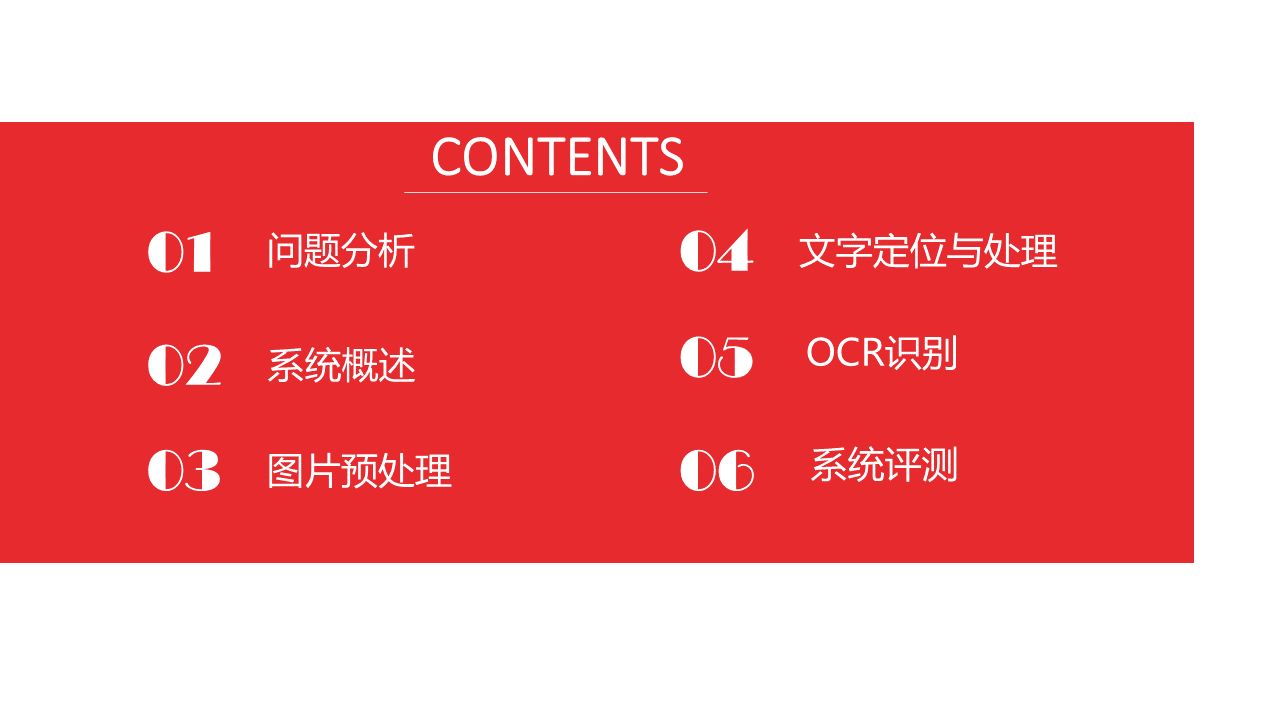 CONTENTS
01 问题分析
02 系统概述
03 图片预处理
04 文字定位与处理
05 OCR识别
06 系统评测